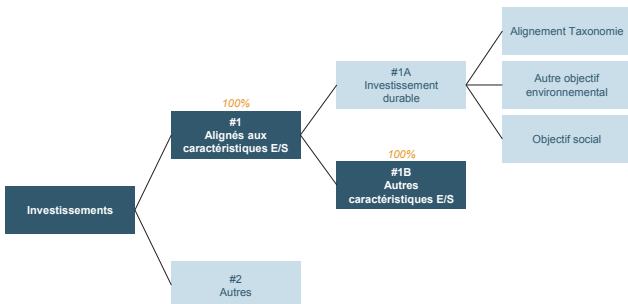 Investissements
100%
#1
Alignés aux
caractéristiques E/S
#2
Autres
#1A
Investissement
durable
100%
#1B
Autres
caractéristiques E/S
Alignement Taxonomie
Autre objectif
environnemental
Objectif social